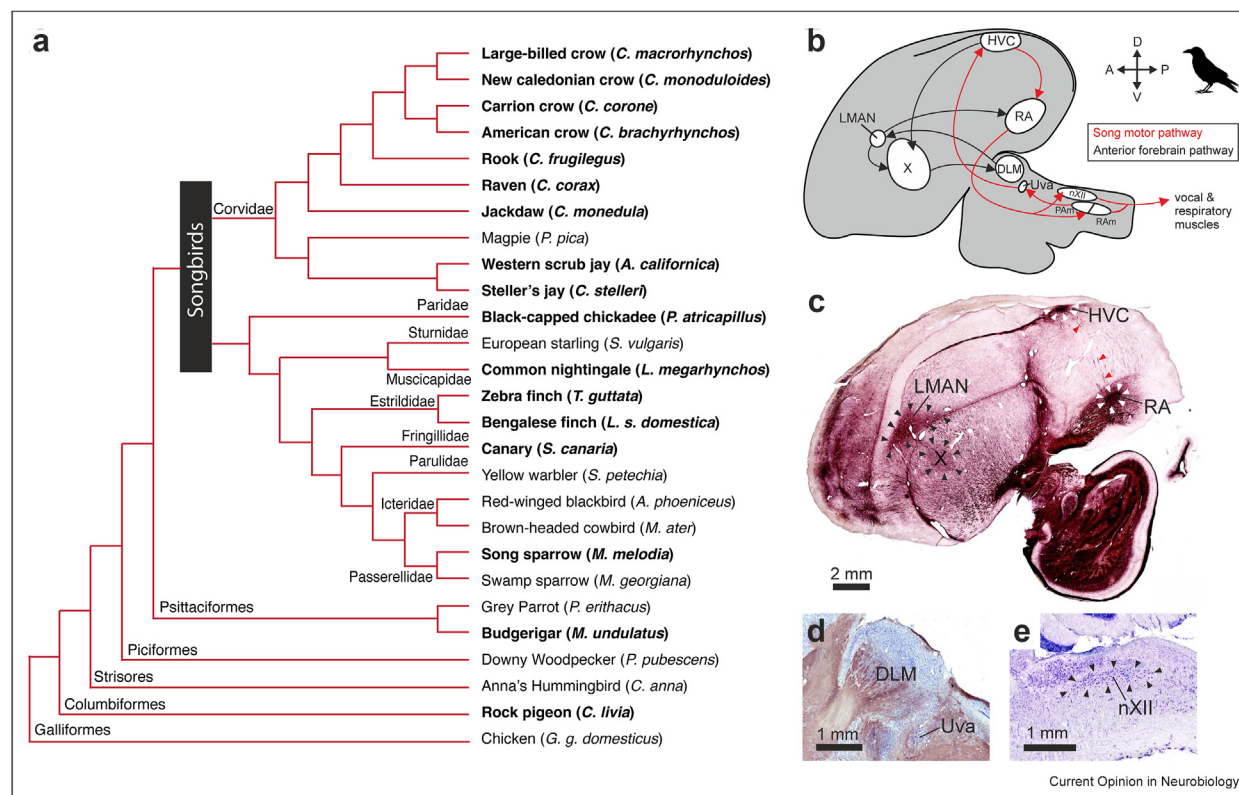 a
Large-billed crow (C. macrorhynchos)
New caledonian crow (C. monoduloides)
Carrion crow (C. corone)
American crow (C. brachyrhynchos)
Rook (C. frugilegus)
Raven (C. corax)
Corvidae
Jackdaw (C. monedula)
Magpie (P. pica)
Western scrub jay (A. californica)
Steller's jay (C. stelleri)
Songbirds
Paridae
Black-capped chickadee (P. atricapillus)
Sturnidae
European starling (S. vulgaris)
Muscicapidae
Common nightingale (L. megarhynchos)
Estrildidae
Zebra finch (T. guttata)
Bengalese finch (L. s. domestica)
Fringillidae
Canary (S. canaria)
Parulidae
Yellow warbler (S. petechia)
Icteridae
Red-winged blackbird (A. phoeniceus)
Brown-headed cowbird (M. ater)
Song sparrow (M. melodia)
Passerellidae
Swamp sparrow (M. georgiana)
Psittaciformes
Grey Parrot (P. erithacus)
Budgerigar (M. undulatus)
Piciformes
Downy Woodpecker (P. pubescens)
Strisores
Anna's Hummingbird (C. anna)
Columbiformes
Rock pigeon (C. livia)
Galliformes
Chicken (G. g. domesticus)
b
HVC
D
A P
V
LMAN
RA
X
DLM
Uva
nXII
PAm
RAm
Song motor pathway
Anterior forebrain pathway
vocal &
respiratory
muscles
c
HVC
LMAN
RA
X
2 mm
d
DLM
Uva
1 mm
e
nXII
1 mm
Current Opinion in Neurobiology